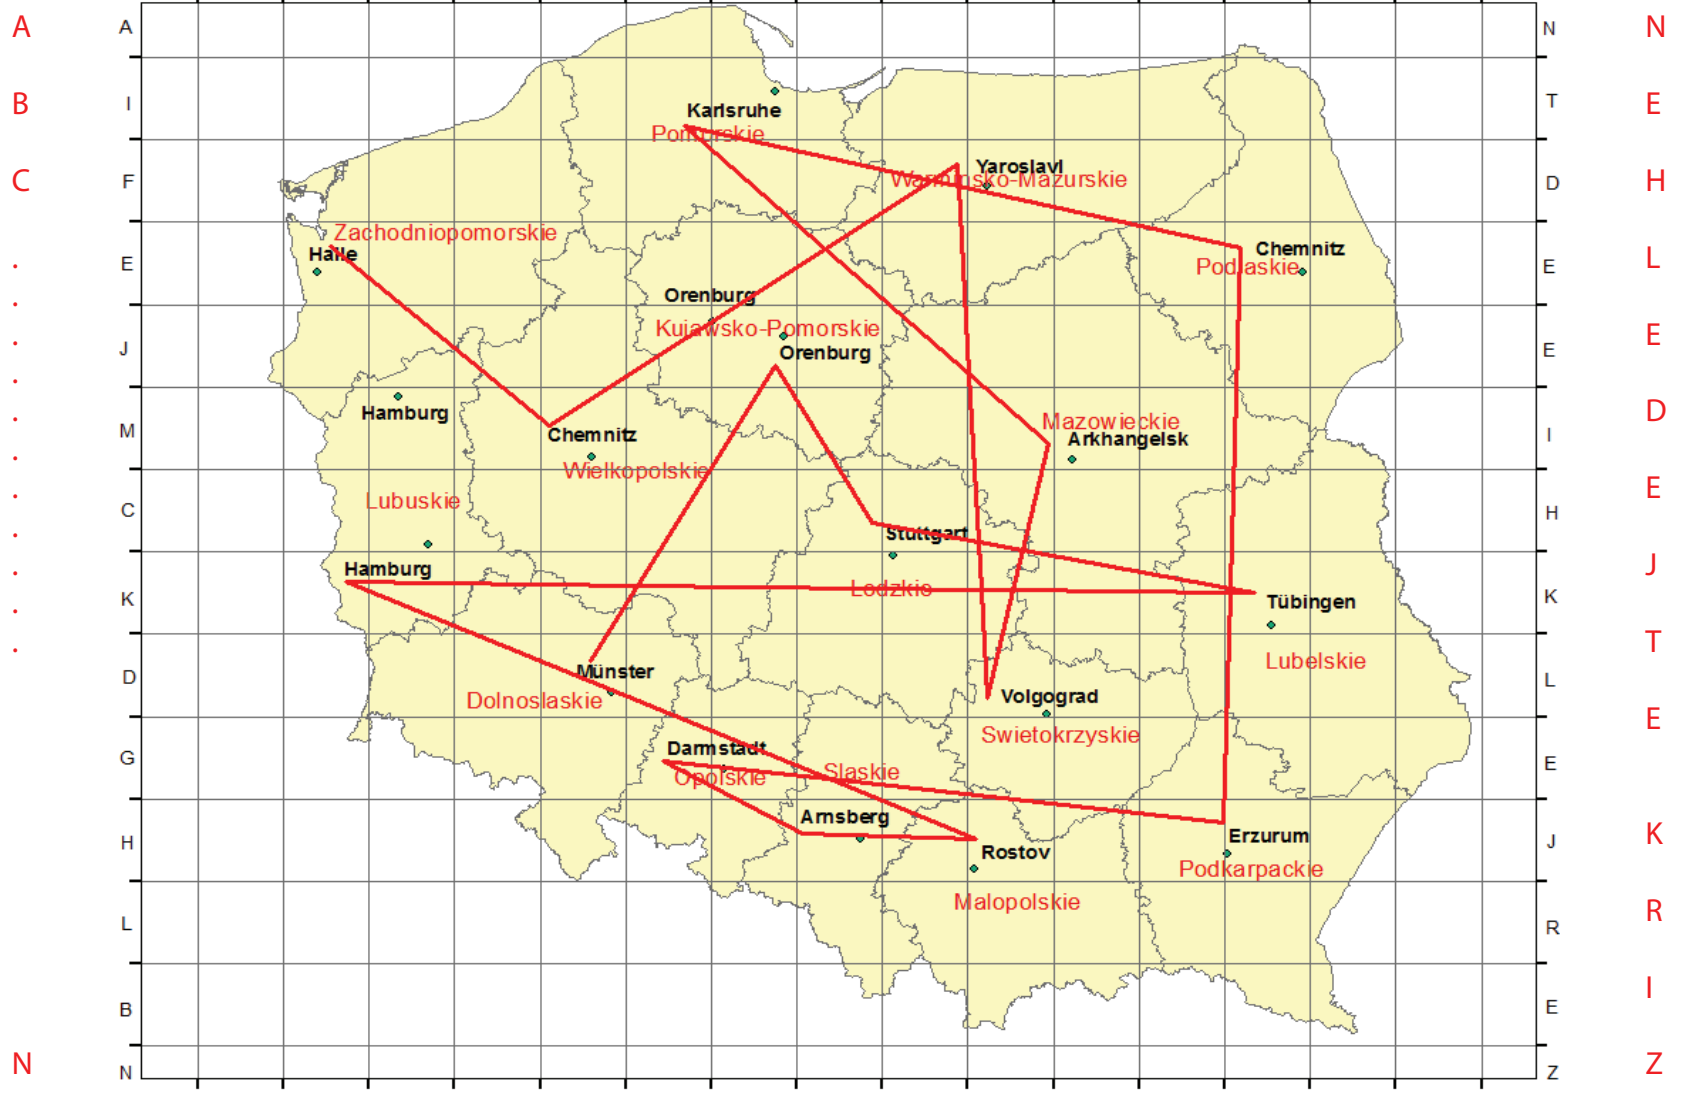 A A N N
B I Karlsruhe T E
Pomorskie
C F Yaroslavl D H
Warminsko-Mazurskie
Zachodniopomorskie
. E Halle Chemnitz E L
Podlaskie
. Orenburg
Kujawsko-Pomorskie
. J Orenburg E E
.
. Hamburg Mazowieckie D
. M Chemnitz Arkhangelsk I
. Wielkopolskie
. Lubuskie E
. C H
. Stuttgart
. Hamburg Lodzkie J
. K Tübingen K
. Lubelskie T
D Münster L
Dolnoslaskie Volgograd
Swietokrzyskie E
Darmstadt
G Opolskie Slaskie E
Arnsberg Erzurum K
H Rostov J
Podkarpackie
Malopolskie R
L R
I
B E
N N Z Z